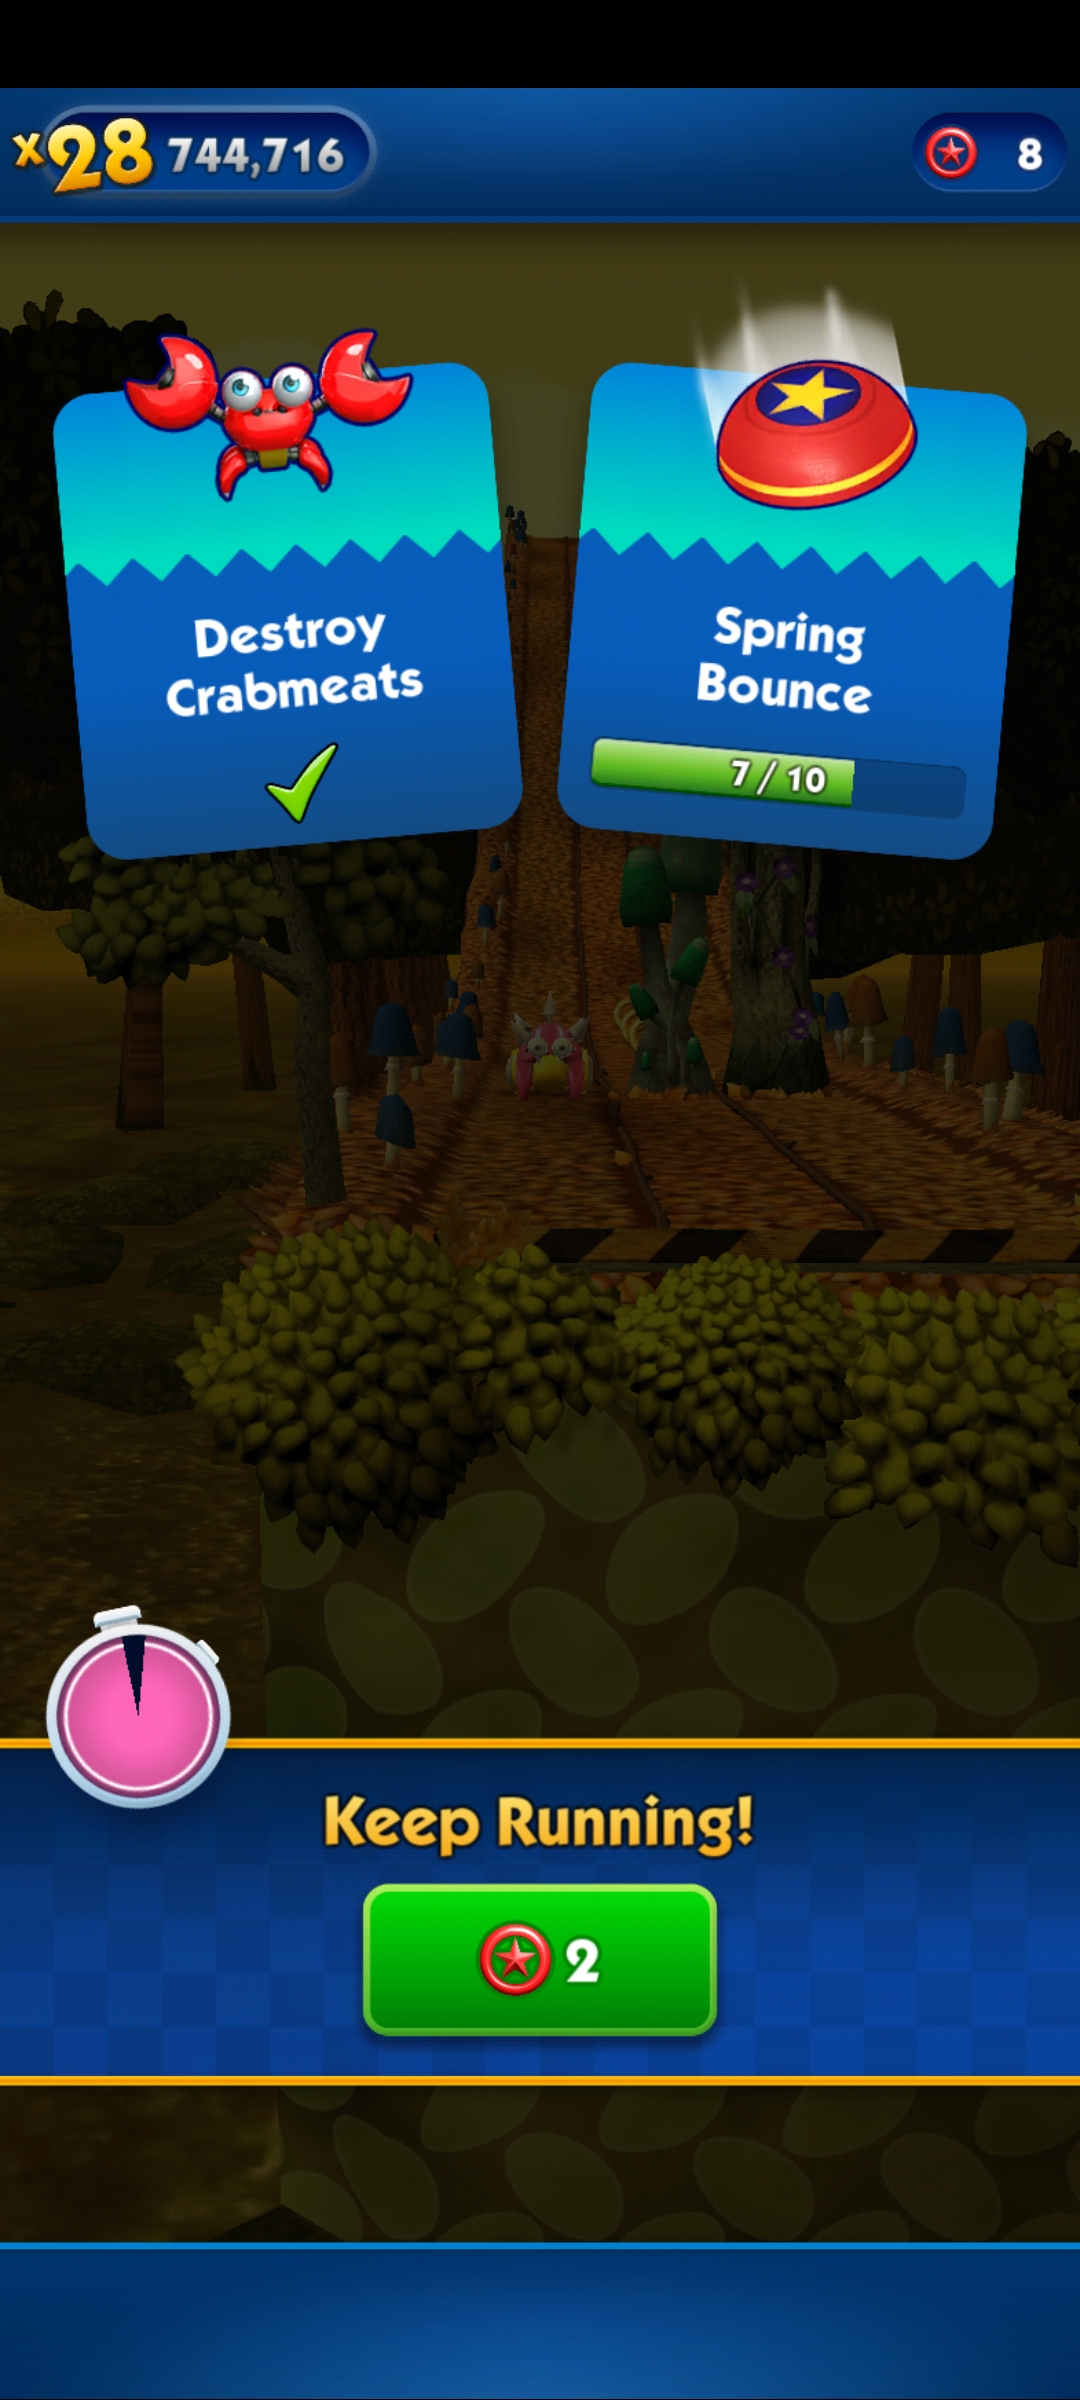 x28 744,716
8
Destroy
Crabmeats
Spring
Bounce
7 / 10
Keep Running!
2